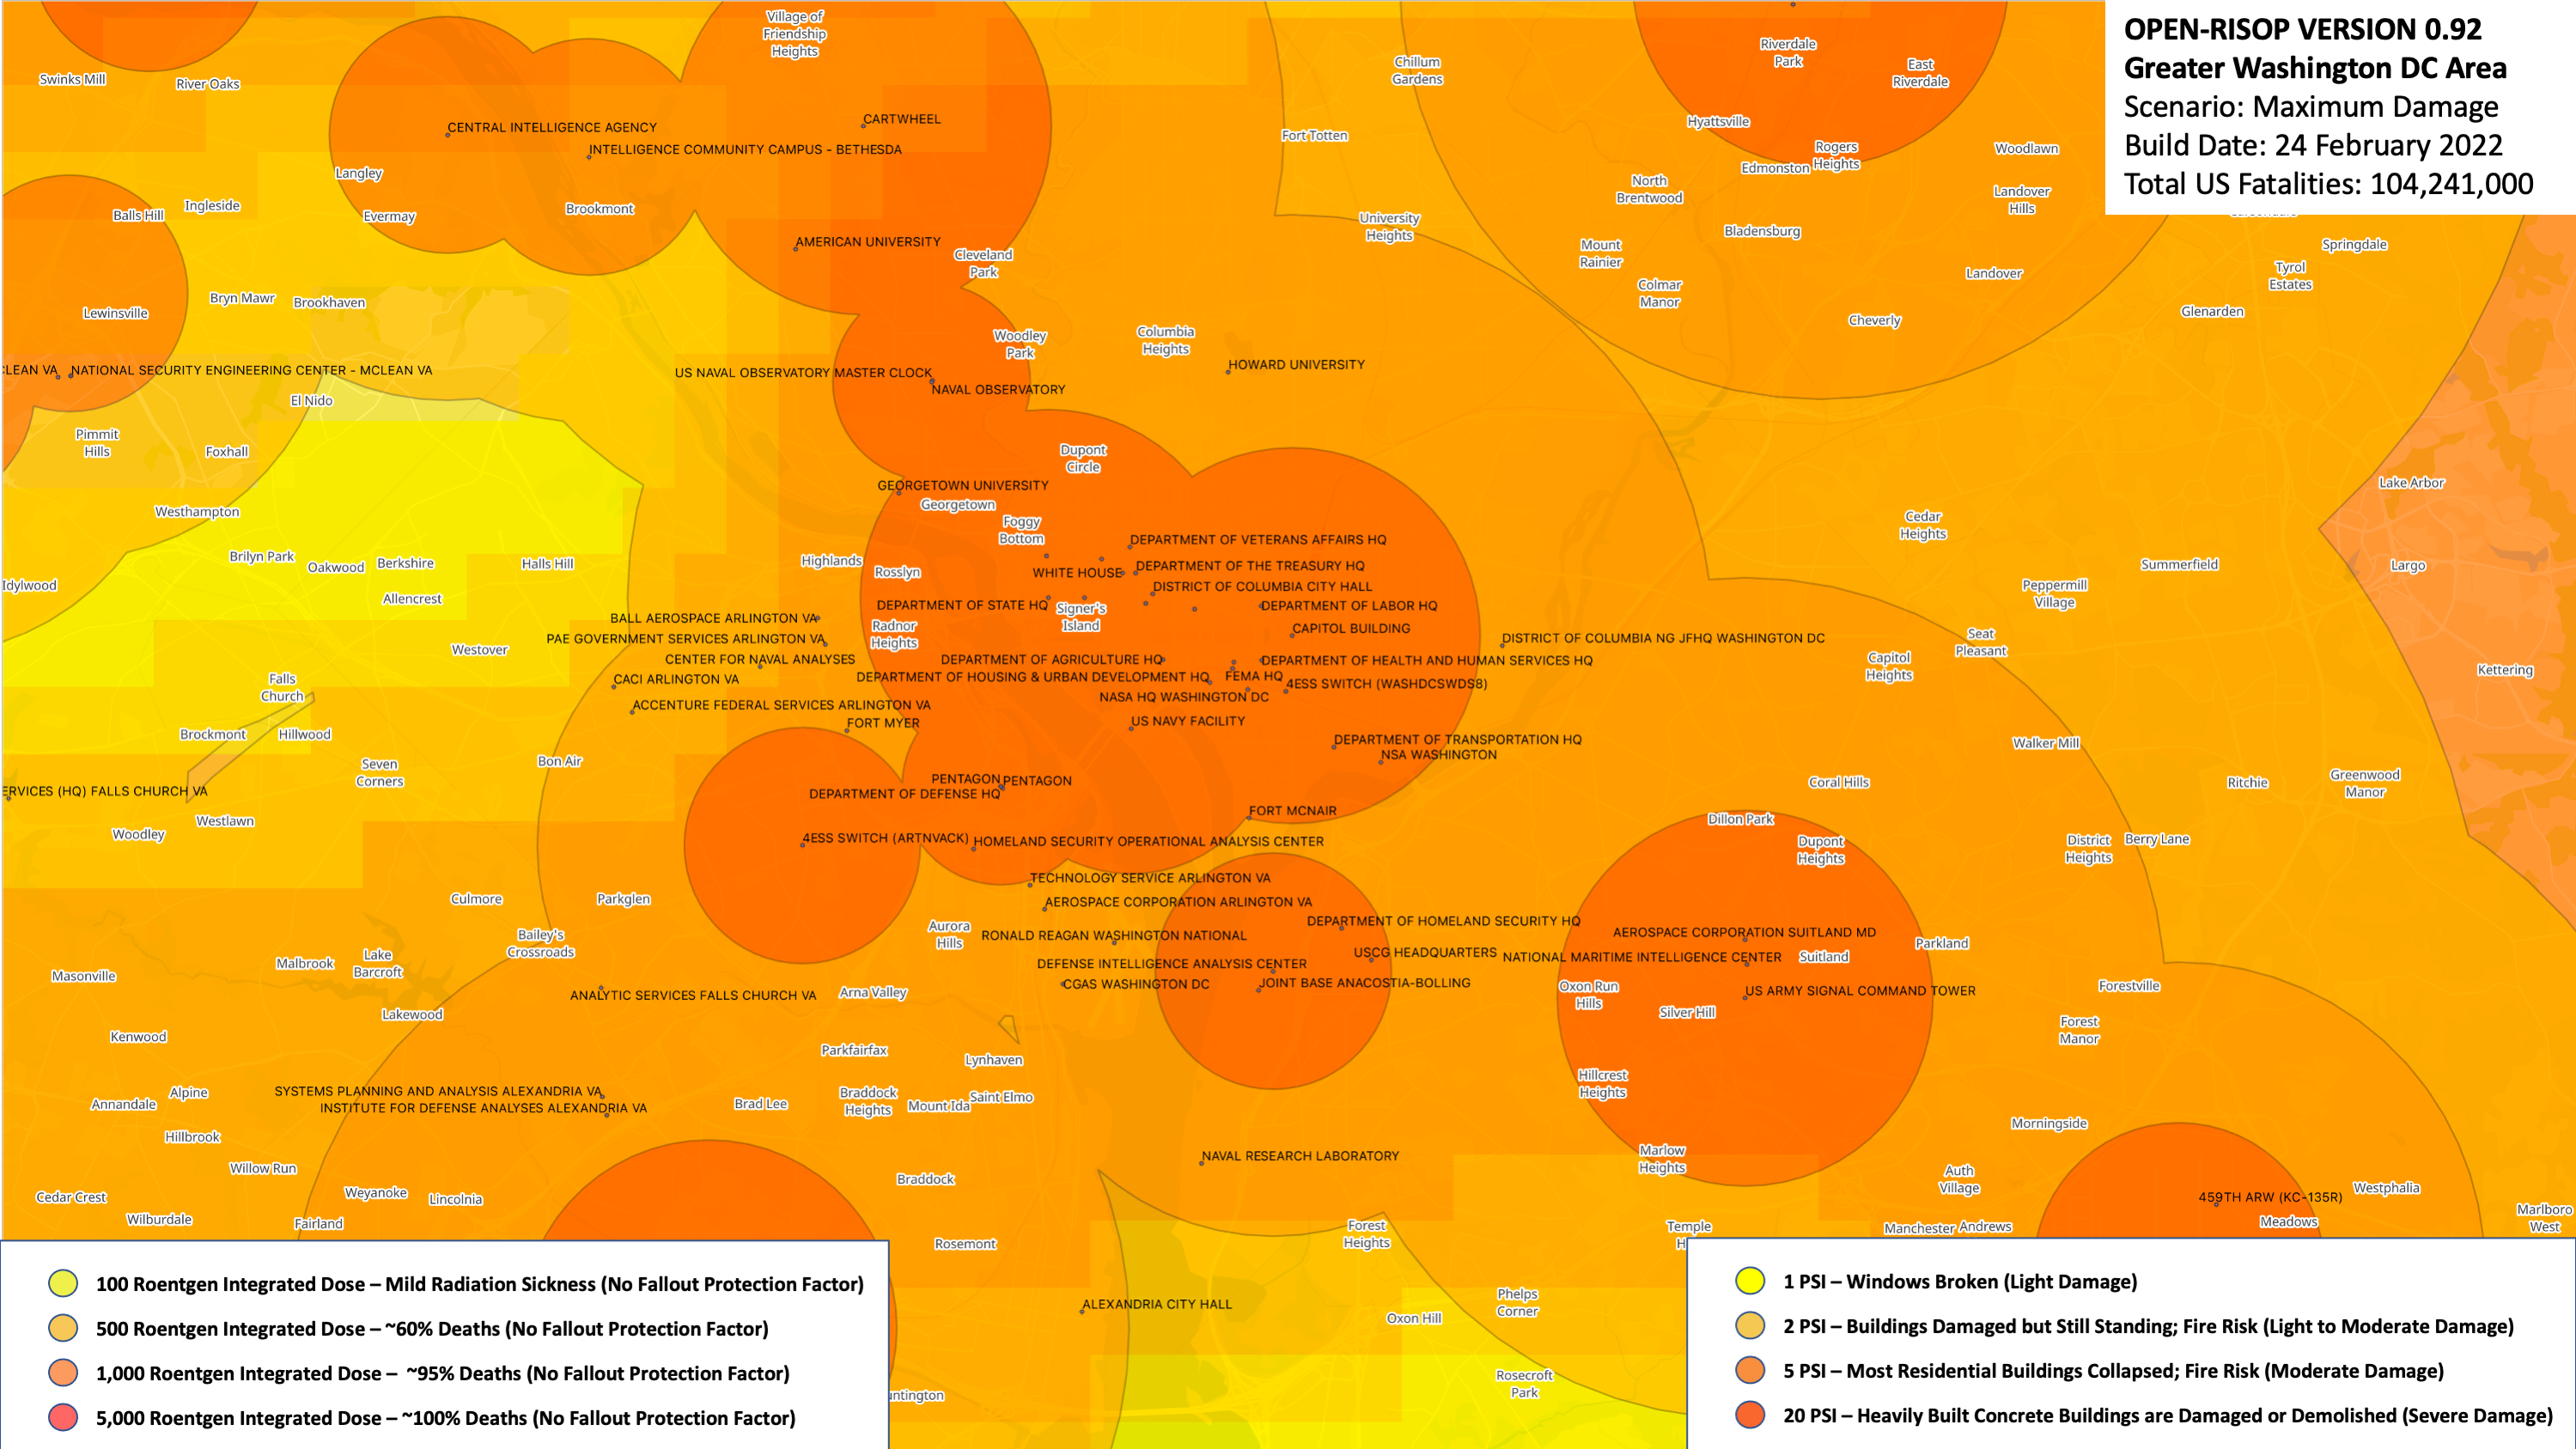 OPEN-RISOP VERSION 0.92
Greater Washington DC Area
Scenario: Maximum Damage
Build Date: 24 February 2022
Total US Fatalities: 104,241,000
Village of
Friendship
Heights
Swinks Mill
River Oaks
Chillum
Gardens
Riverdale
Park
East
Riverdale
CENTRAL INTELLIGENCE AGENCY
CARTWHEEL
INTELLIGENCE COMMUNITY CAMPUS - BETHESDA
Fort Totten
Hyattsville
Rogers
Heights
Edmonston
Woodlawn
Langley
North
Brentwood
Landover
Hills
Balls Hill
Ingleside
Evermay
Brookmont
University
Heights
Bladensburg
AMERICAN UNIVERSITY
Cleveland
Park
Mount
Rainier
Landover
Springdale
Tyrol
Estates
Bryn Mawr
Brookhaven
Lewinsville
Colmar
Manor
Cheverly
Glenarden
Woodley
Park
Columbia
Heights
HOWARD UNIVERSITY
CLEAN VA
NATIONAL SECURITY ENGINEERING CENTER - MCLEAN VA
US NAVAL OBSERVATORY MASTER CLOCK
NAVAL OBSERVATORY
El Nido
Pimmit
Hills
Foxhall
Dupont
Circle
GEORGETOWN UNIVERSITY
Georgetown
Lake Arbor
Westhampton
Foggy
Bottom
Cedar
Heights
DEPARTMENT OF VETERANS AFFAIRS HQ
Brilyn Park
Oakwood
Berkshire
Halls Hill
Highlands
Rosslyn
WHITE HOUSE
DEPARTMENT OF THE TREASURY HQ
Summerfield
Largo
Idylwood
Allencrest
DISTRICT OF COLUMBIA CITY HALL
Peppermill
Village
DEPARTMENT OF STATE HQ
Signer's
Island
DEPARTMENT OF LABOR HQ
BALL AEROSPACE ARLINGTON VA
Radnor
Heights
CAPITOL BUILDING
PAE GOVERNMENT SERVICES ARLINGTON VA
DISTRICT OF COLUMBIA NG JFHQ WASHINGTON DC
Seat
Pleasant
Westover
CENTER FOR NAVAL ANALYSES
DEPARTMENT OF AGRICULTURE HQ
DEPARTMENT OF HEALTH AND HUMAN SERVICES HQ
Capitol
Heights
Kettering
CACI ARLINGTON VA
DEPARTMENT OF HOUSING & URBAN DEVELOPMENT HQ
FEMA HQ
4ESS SWITCH (WASHDCSWDS8)
Falls
Church
NASA HQ WASHINGTON DC
ACCENTURE FEDERAL SERVICES ARLINGTON VA
FORT MYER
US NAVY FACILITY
Brockmont
Hillwood
DEPARTMENT OF TRANSPORTATION HQ
NSA WASHINGTON
Walker Mill
Seven
Corners
Bon Air
PENTAGON
PENTAGON
DEPARTMENT OF DEFENSE HQ
Coral Hills
Ritchie
Greenwood
Manor
ERVICES (HQ) FALLS CHURCH VA
Westlawn
Woodley
FORT MCNAIR
Dillon Park
4ESS SWITCH (ARTNVACK)
HOMELAND SECURITY OPERATIONAL ANALYSIS CENTER
Dupont
Heights
District
Heights
Berry Lane
TECHNOLOGY SERVICE ARLINGTON VA
Culmore
Parkglen
AEROSPACE CORPORATION ARLINGTON VA
Aurora
Hills
DEPARTMENT OF HOMELAND SECURITY HQ
RONALD REAGAN WASHINGTON NATIONAL
AEROSPACE CORPORATION SUITLAND MD
Parkland
Bailey's
Crossroads
USCG HEADQUARTERS
NATIONAL MARITIME INTELLIGENCE CENTER
Suitland
Malbrook
Lake
Barcroft
Masonville
DEFENSE INTELLIGENCE ANALYSIS CENTER
CGAS WASHINGTON DC
JOINT BASE ANACOSTIA-BOLLING
ANALYTIC SERVICES FALLS CHURCH VA
Arna Valley
Oxon Run
Hills
US ARMY SIGNAL COMMAND TOWER
Forestville
Lakewood
Silver Hill
Kenwood
Forest
Manor
Parkfairfax
Lynhaven
Hillcrest
Heights
SYSTEMS PLANNING AND ANALYSIS ALEXANDRIA VA
INSTITUTE FOR DEFENSE ANALYSES ALEXANDRIA VA
Alpine
Annandale
Brad Lee
Braddock
Heights
Mount Ida
Saint Elmo
Hillbrook
Morningside
NAVAL RESEARCH LABORATORY
Marlow
Heights
Willow Run
Braddock
Auth
Village
459TH ARW (KC-135R)
Westphalia
Cedar Crest
Weyanoke
Lincolnia
Wilburdale
Fairland
Forest
Heights
Temple
H
Manchester
Andrews
Meadows
Marlboro
West
Rosemont
ALEXANDRIA CITY HALL
Phelps
Corner
Oxon Hill
Rosecroft
Park
untington
100 Roentgen Integrated Dose – Mild Radiation Sickness (No Fallout Protection Factor)
500 Roentgen Integrated Dose – ~60% Deaths (No Fallout Protection Factor)
1,000 Roentgen Integrated Dose – ~95% Deaths (No Fallout Protection Factor)
5,000 Roentgen Integrated Dose – ~100% Deaths (No Fallout Protection Factor)
1 PSI – Windows Broken (Light Damage)
2 PSI – Buildings Damaged but Still Standing; Fire Risk (Light to Moderate Damage)
5 PSI – Most Residential Buildings Collapsed; Fire Risk (Moderate Damage)
20 PSI – Heavily Built Concrete Buildings are Damaged or Demolished (Severe Damage)